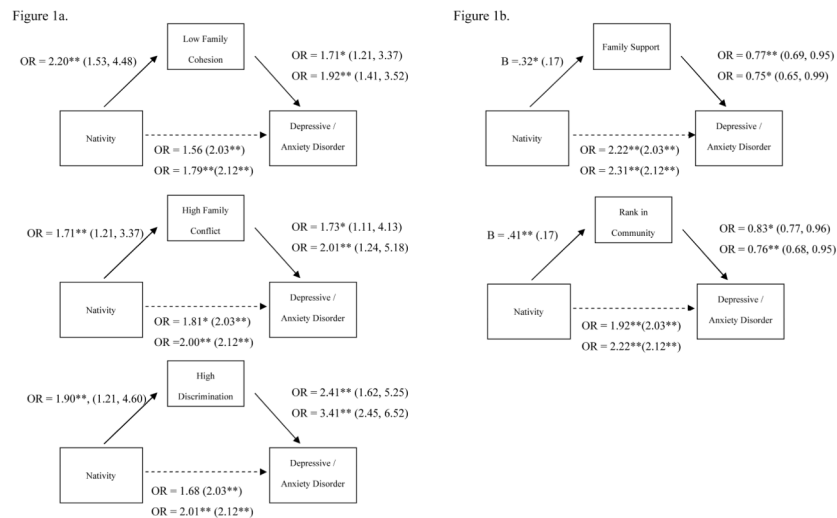 Figure 1a.
Low Family
Cohesion
OR = 2.20** (1.53, 4.48)
OR = 1.71* (1.21, 3.37)
OR = 1.92** (1.41, 3.52)
Nativity
Depressive /
Anxiety Disorder
OR = 1.56 (2.03**)
OR = 1.79**(2.12**)
High Family
Conflict
OR = 1.71** (1.21, 3.37)
OR = 1.73* (1.11, 4.13)
OR = 2.01** (1.24, 5.18)
Nativity
Depressive /
Anxiety Disorder
OR = 1.81* (2.03**)
OR =2.00** (2.12**)
High
Discrimination
OR = 1.90**, (1.21, 4.60)
OR = 2.41** (1.62, 5.25)
OR = 3.41** (2.45, 6.52)
Nativity
Depressive /
Anxiety Disorder
OR = 1.68 (2.03**)
OR = 2.01** (2.12**)
Figure 1b.
Family Support
B =.32* (.17)
OR = 0.77** (0.69, 0.95)
OR = 0.75* (0.65, 0.99)
Nativity
Depressive /
Anxiety Disorder
OR = 2.22**(2.03**)
OR = 2.31**(2.12**)
Rank in
Community
B = .41** (.17)
OR = 0.83* (0.77, 0.96)
OR = 0.76** (0.68, 0.95)
Nativity
Depressive /
Anxiety Disorder
OR = 1.92**(2.03**)
OR = 2.22**(2.12**)